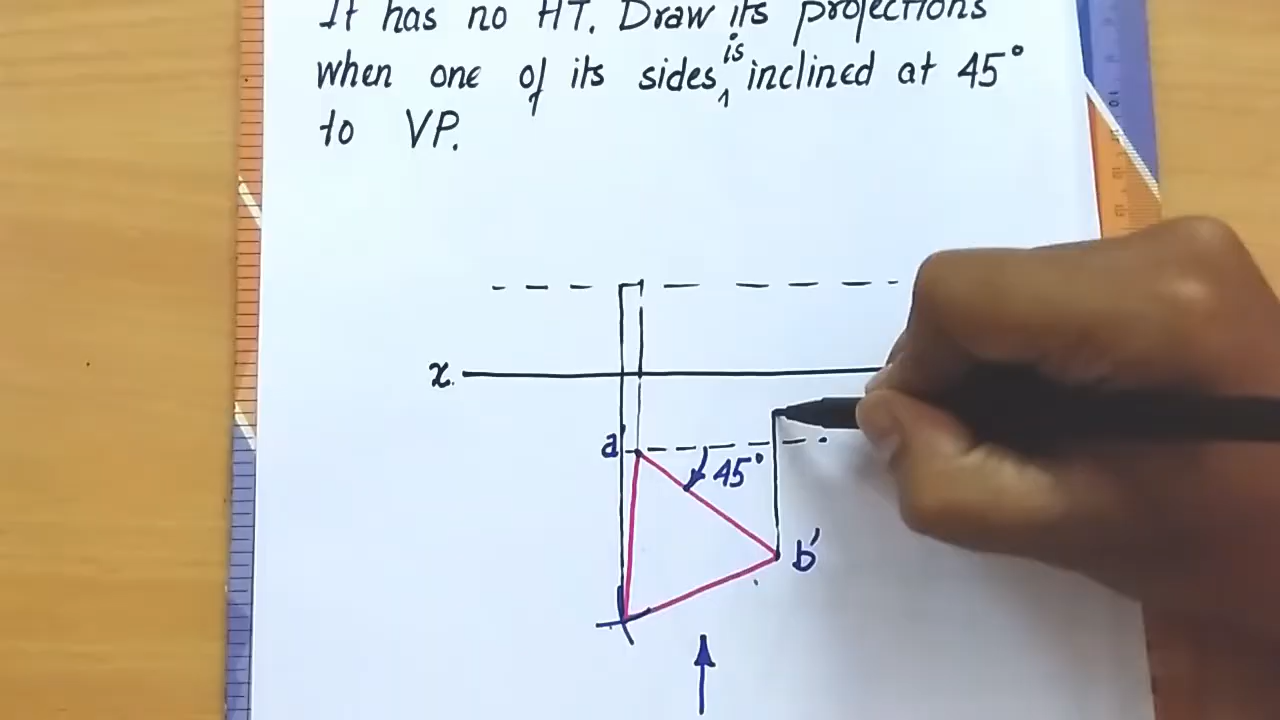 It has no HT. Draw its projections
when one of its sides, is inclined at 45°
to VP.
x
a'
45°
b'